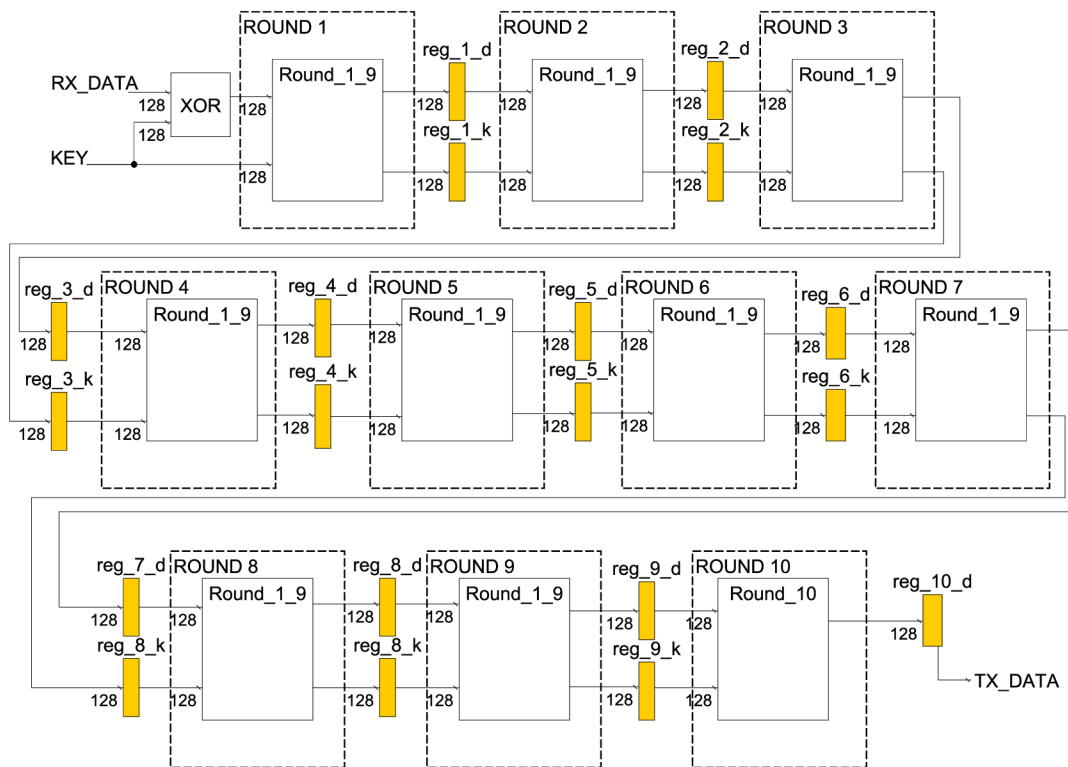 ROUND 1
ROUND 2
ROUND 3
reg_1_d
reg_2_d
Round_1_9
Round_1_9
Round_1_9
RX_DATA
XOR
128
128
128
128
128
128
128
reg_1_k
reg_2_k
KEY
128
128
128
128
128
128
reg_3_d
ROUND 4
reg_4_d
ROUND 5
reg_5_d
ROUND 6
reg_6_d
ROUND 7
Round_1_9
Round_1_9
Round_1_9
Round_1_9
128
128
128
128
128
128
128
128
reg_3_k
reg_4_k
reg_5_k
reg_6_k
128
128
128
128
128
128
128
128
reg_7_d
ROUND 8
reg_8_d
ROUND 9
reg_9_d
ROUND 10
reg_10_d
Round_1_9
Round_1_9
Round_10
128
128
128
128
128
128
128
reg_8_k
reg_8_k
reg_9_k
TX_DATA
128
128
128
128
128
128